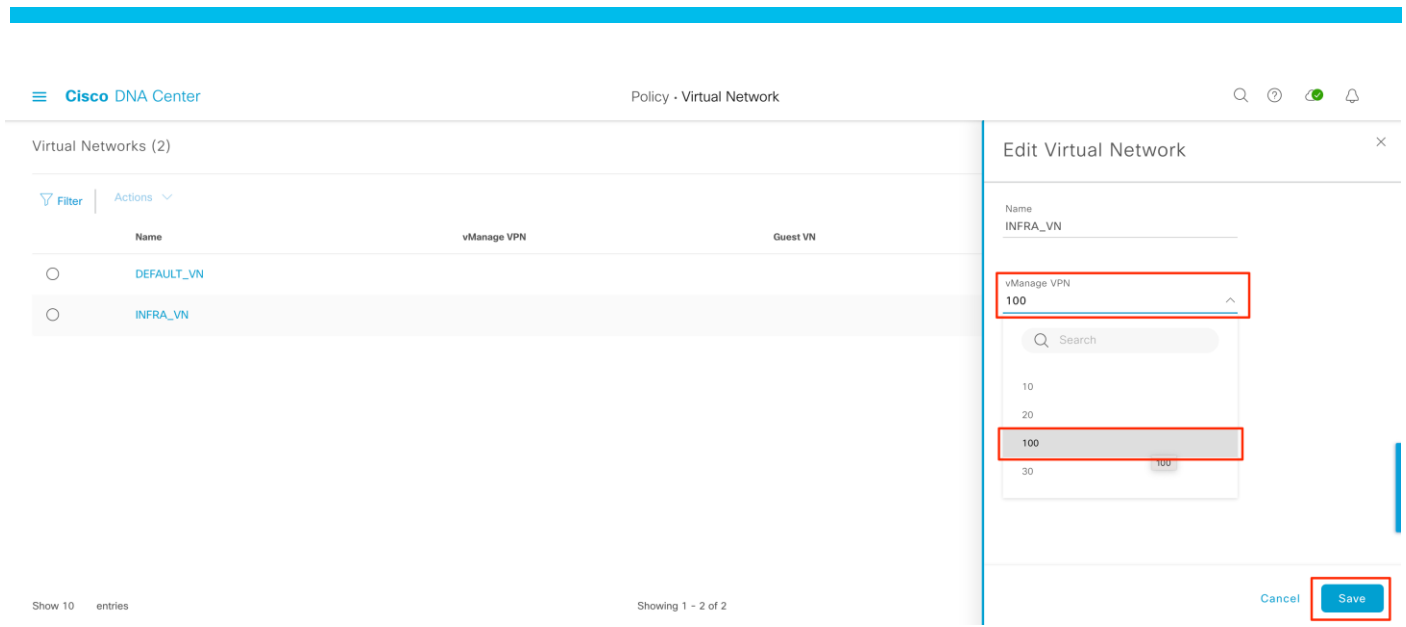 Cisco DNA Center
Policy · Virtual Network
Virtual Networks (2)
Filter
Actions
Name vManage VPN Guest VN
DEFAULT_VN
INFRA_VN
Show 10 entries
Showing 1 - 2 of 2
Edit Virtual Network
Name
INFRA_VN
vManage VPN
100
Search
10
20
100
100
30
Cancel
Save